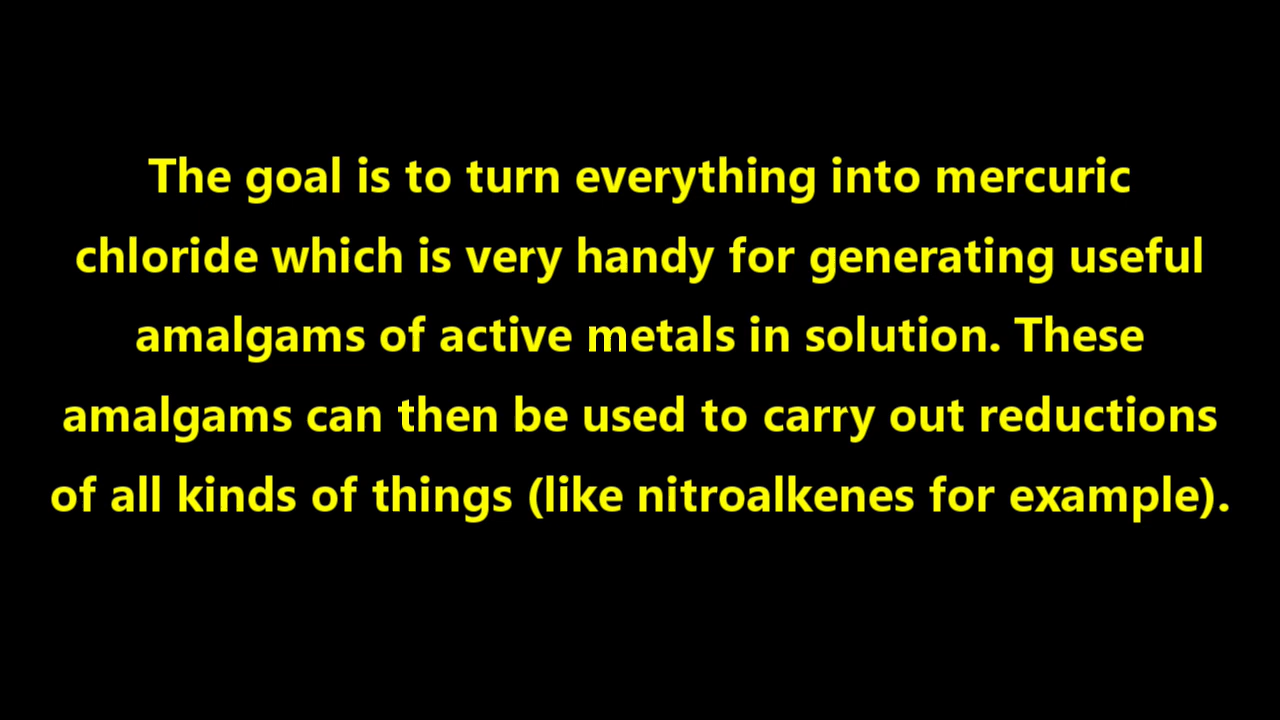 The goal is to turn everything into mercuric
chloride which is very handy for generating useful
amalgams of active metals in solution. These
amalgams can then be used to carry out reductions
of all kinds of things (like nitroalkenes for example).